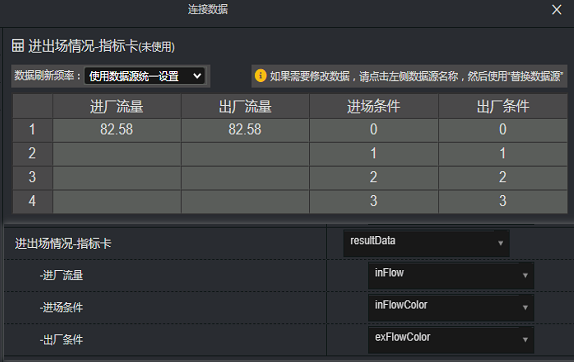 连接数据
进出场情况-指标卡(未使用)
数据刷新频率： 使用数据源统一设置 如果需要修改数据，请点击左侧数据源名称，然后使用“替换数据源”
进厂流量 出厂流量 进场条件 出厂条件
1 82.58 82.58 0 0
2 1 1
3 2 2
4 3 3
进出场情况-指标卡 resultData
-进厂流量 inFlow
-进场条件 inFlowColor
-出厂条件 exFlowColor